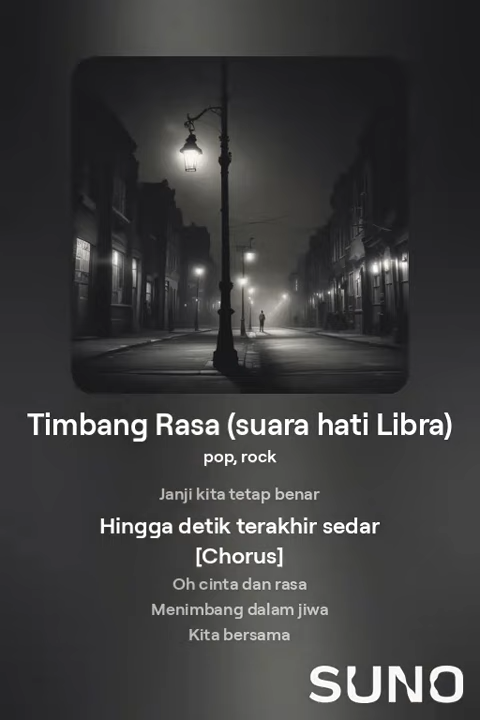 Timbang Rasa (suara hati Libra)
pop, rock
Janji kita tetap benar
Hingga detik terakhir sedar
[Chorus]
Oh cinta dan rasa
Menimbang dalam jiwa
Kita bersama
SUNO